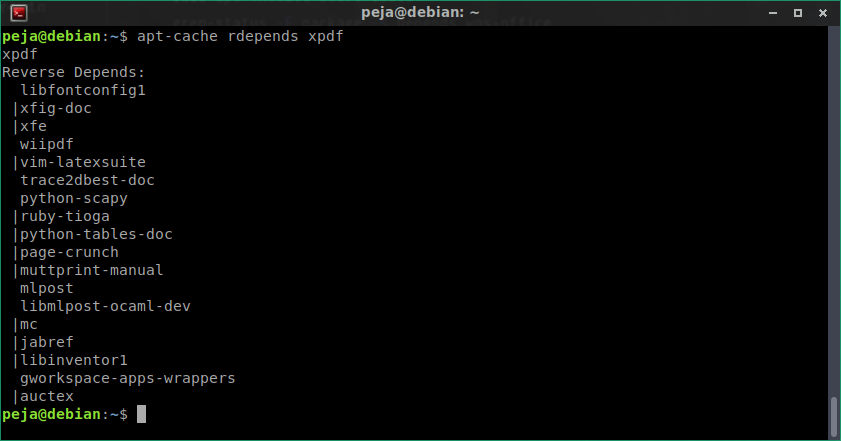 peja@debian: ~
peja@debian:~$ apt-cache rdepends xpdf
xpdf
Reverse Depends:
  libfontconfig1
 |xfig-doc
 |xfe
  wiipdf
 |vim-latexsuite
  trace2dbest-doc
  python-scapy
 |ruby-tioga
 |python-tables-doc
 |page-crunch
 |muttprint-manual
  mlpost
  libmlpost-ocaml-dev
 |mc
 |jabref
 |libinventor1
  gworkspace-apps-wrappers
 |auctex
peja@debian:~$